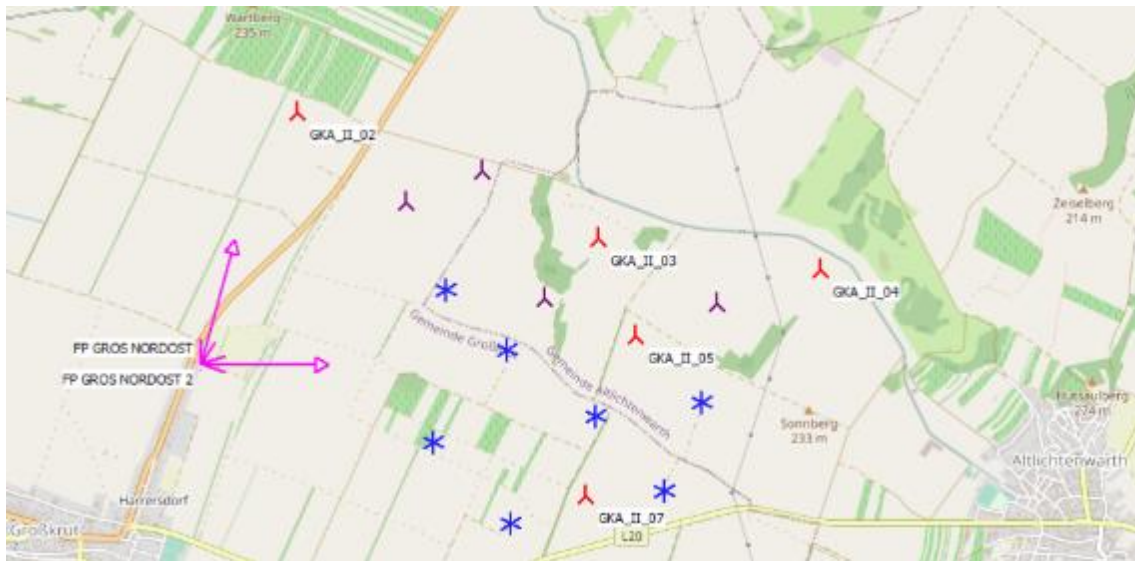 Wartberg
235 m
GKA_II_02
Zeiselberg
214 m
GKA_II_03
GKA_II_04
Gemeinde Groß
FP GROS NORDOST
GKA_II_05
FP GROS NORDOST 2
Gemeinde Altlichtenwarth
Hutsaulberg
274 m
Sonnberg
233 m
Altlichtenwarth
Harrersdorf
GKA_II_07
Großkrut
L20